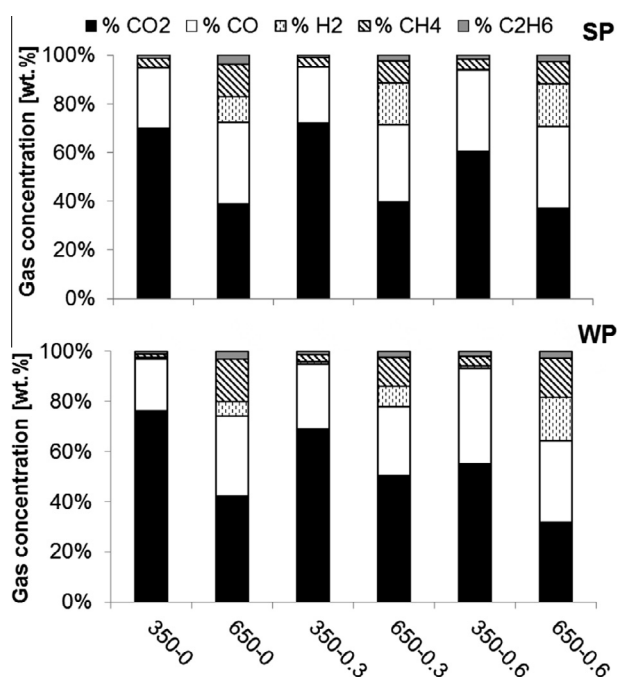 % CO2 % CO % H2 % CH4 % C2H6
SP
Gas concentration [wt.%]
100%
80%
60%
40%
20%
0%
WP
Gas concentration [wt.%]
100%
80%
60%
40%
20%
0%
350-0 650-0 350-0.3 650-0.3 350-0.6 650-0.6